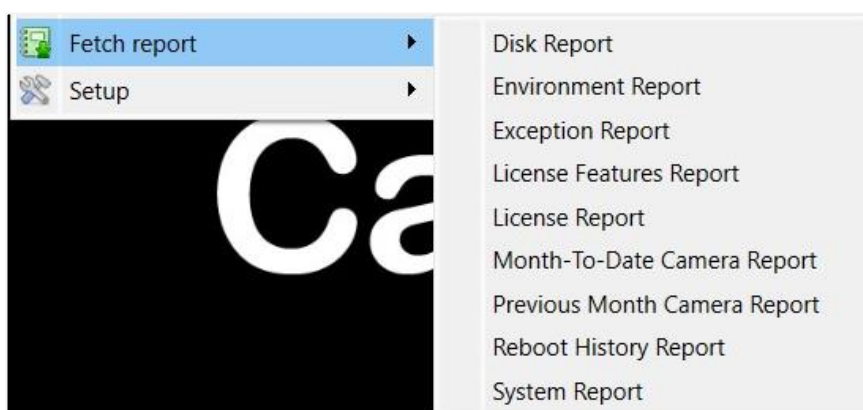 Fetch report
Setup
Ca
Disk Report
Environment Report
Exception Report
License Features Report
License Report
Month-To-Date Camera Report
Previous Month Camera Report
Reboot History Report
System Report